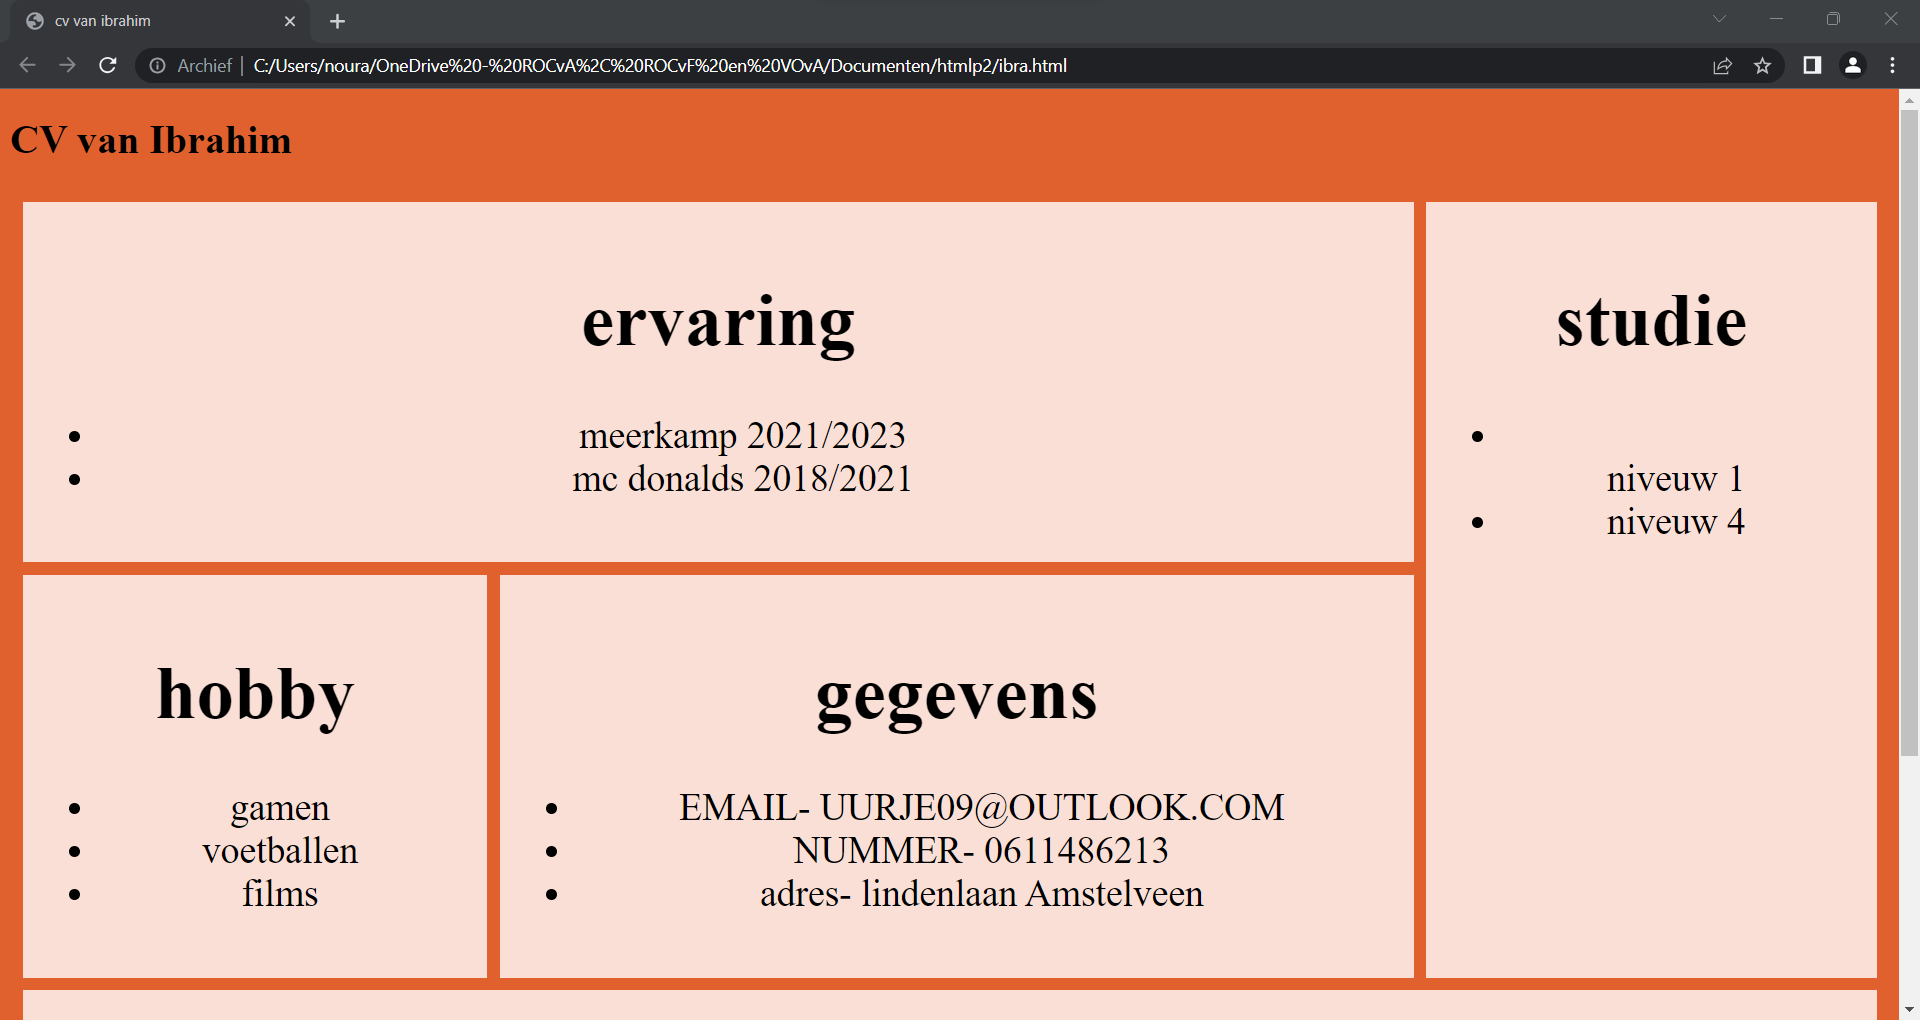 cv van ibrahim
Archief | C:/Users/noura/OneDrive%20-%20ROCvA%2C%20ROCvF%20en%20VOvA/Documenten/htmlp2/ibra.html
CV van Ibrahim
ervaring
• meerkamp 2021/2023
• mc donalds 2018/2021
studie
•
niveuw 1
• niveuw 4
hobby
• gamen
• voetballen
• films
gegevens
• EMAIL- UURJE09@OUTLOOK.COM
• NUMMER- 0611486213
• adres- lindenlaan Amstelveen